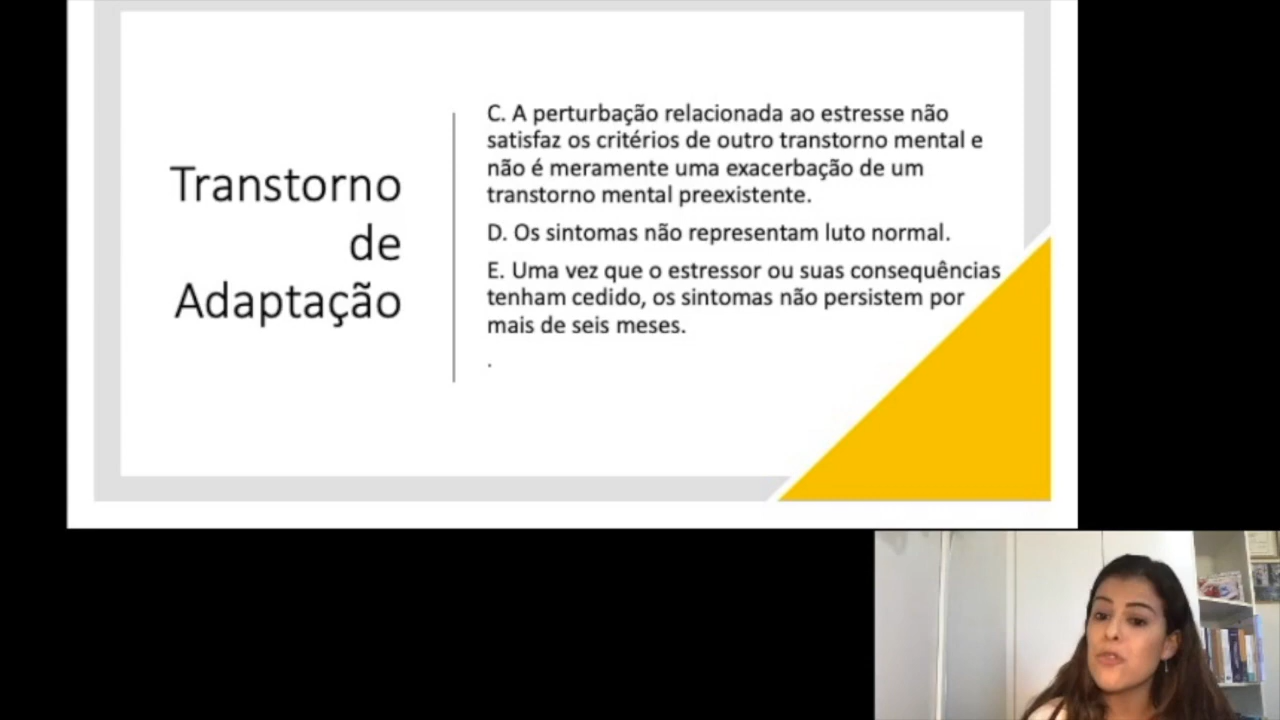 Transtorno
de
Adaptação
C. A perturbação relacionada ao estresse não
satisfaz os critérios de outro transtorno mental e
não é meramente uma exacerbação de um
transtorno mental preexistente.
D. Os sintomas não representam luto normal.
E. Uma vez que o estressor ou suas consequências
tenham cedido, os sintomas não persistem por
mais de seis meses.
.